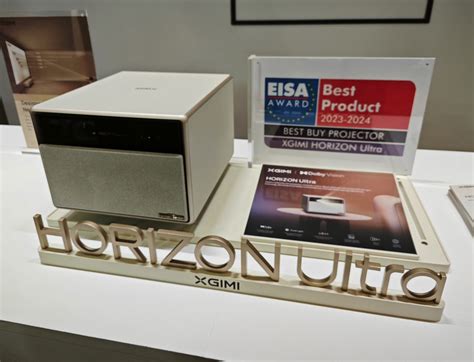 EISA
AWARD
Best
Product
2023-2024
BEST BUY PROJECTOR
XGIMI HORIZON Ultra
XGIMI
Dolby Vision
HORIZON Ultra
HORIZON Ultra
XGIMI